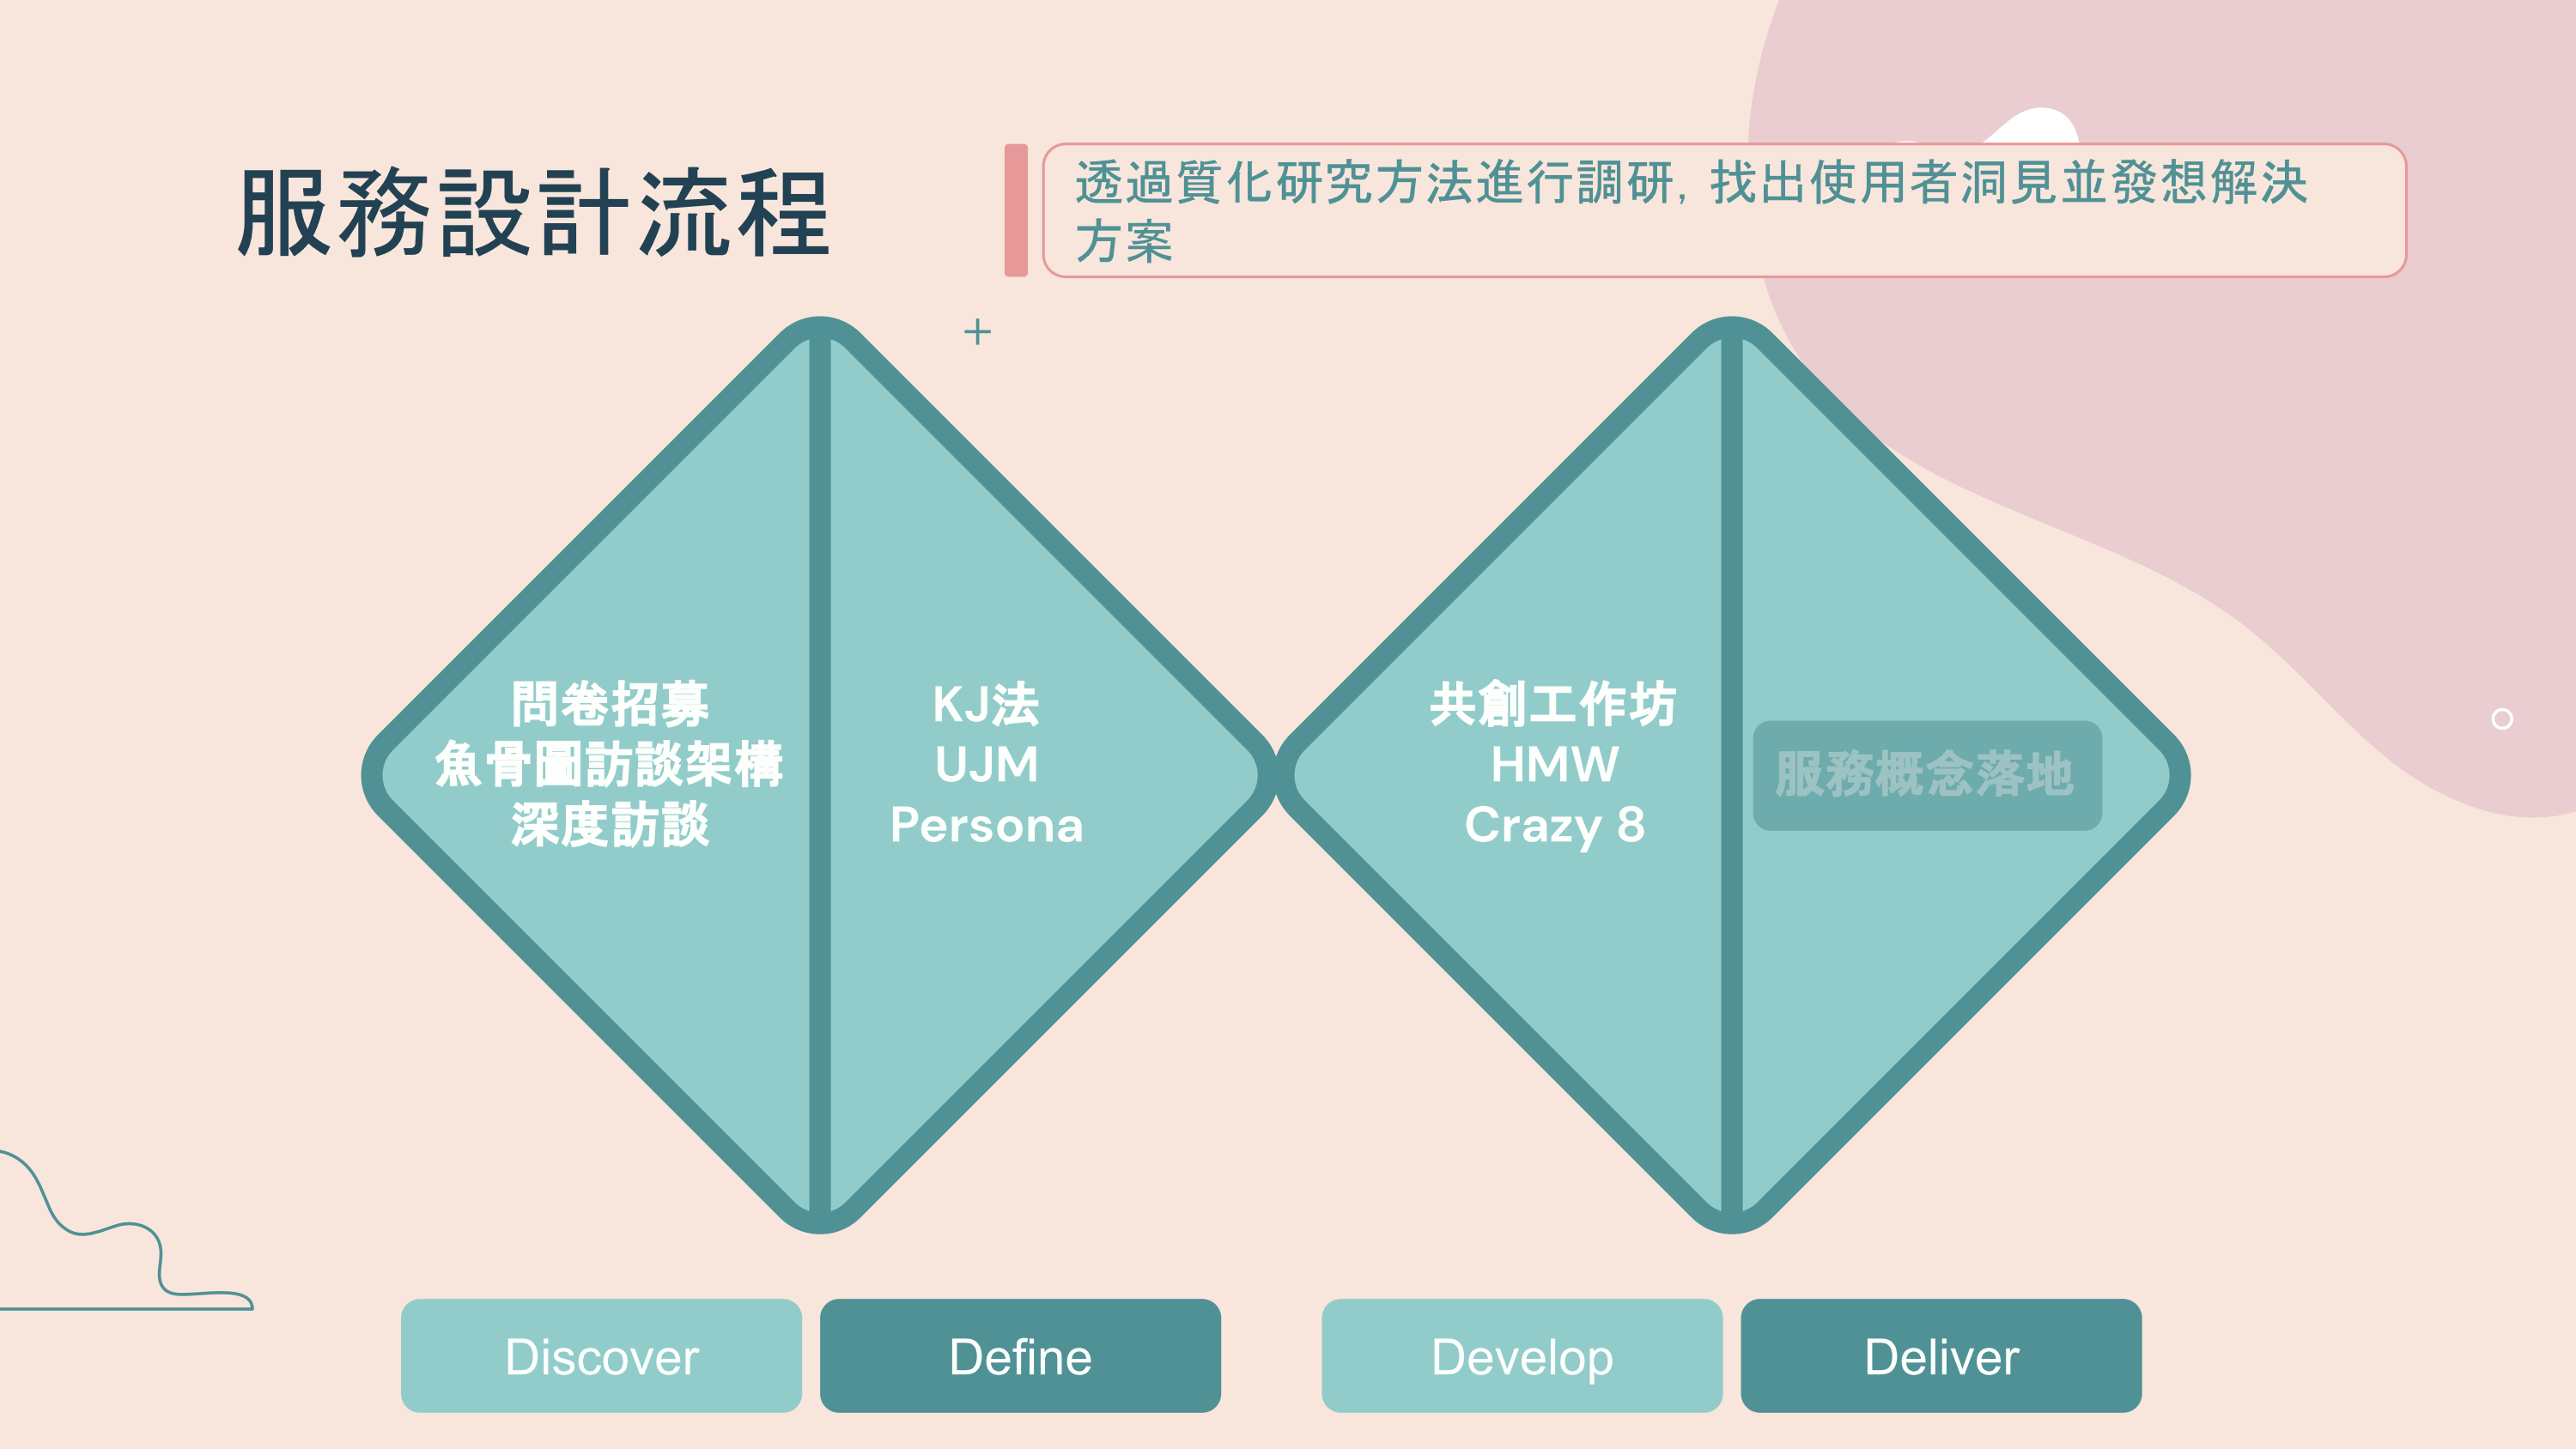 服務設計流程
透過質化研究方法進行調研, 找出使用者洞見並發想解決
方案
問卷招募
魚骨圖訪談架構
深度訪談
KJ法
UJM
Persona
共創工作坊
HMW
Crazy 8
服務概念落地
Discover
Define
Develop
Deliver